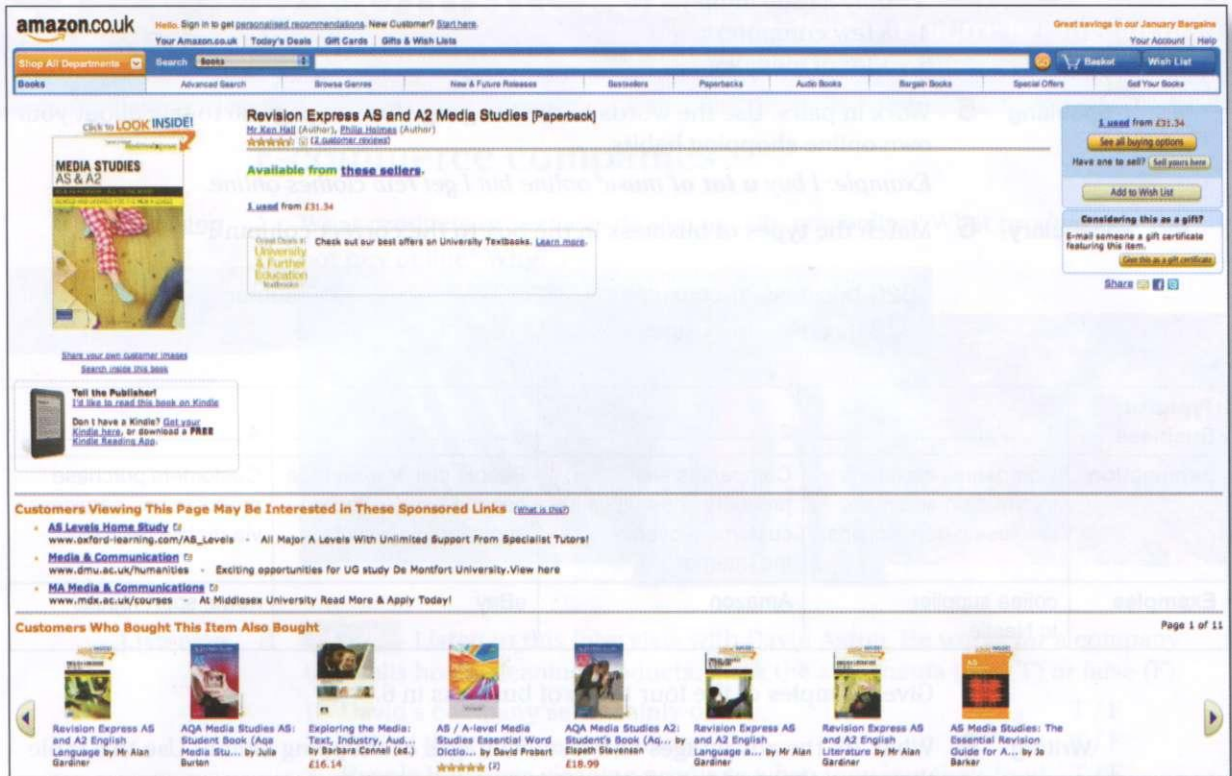 amazon.co.uk
Hello. Sign in to get personalised recommendations. New Customer? Start here.
Great savings in our January Bargains
Your Amazon.co.uk | Today's Deals | Gift Cards | Gifts & Wish Lists
Your Account | Help
Shop All Departments
Search Books
Basket
Wish List
Books
Advanced Search
Browse Genres
New & Future Releases
Bestsellers
Paperbacks
Audio Books
Bargain Books
Special Offers
Sell Your Books
Click to LOOK INSIDE!
MEDIA STUDIES
AS & A2
Share your own customer images
Search inside this book
Tell the Publisher!
I'd like to read this book on Kindle
Don t have a Kindle? Get your
Kindle here, or download a FREE
Kindle Reading App.
Revision Express AS and A2 Media Studies [Paperback]
Mr Ken Hall (Author), Philip Holmes (Author)
(2 customer reviews)
Available from these sellers.
1 used from £31.34
Great Deals in
University
& Further
Education
Textbooks
Check out our best offers on University Textbooks. Learn more.
1 used from £31.34
See all buying options
Have one to sell? Sell yours here
Add to Wish List
Considering this as a gift?
E-mail someone a gift certificate
featuring this item.
Give this as a gift certificate
Share
Customers Viewing This Page May Be Interested in These Sponsored Links (What is this?)
AS Levels Home Study
www.oxford-learning.com/AS_Levels - All Major A Levels With Unlimited Support From Specialist Tutors!
Media & Communication
www.dmu.ac.uk/humanities - Exciting opportunities for UG study De Montfort University.View here
MA Media & Communications
www.mdx.ac.uk/courses - At Middlesex University Read More & Apply Today!
Customers Who Bought This Item Also Bought
Page 1 of 11
Revision Express AS
and A2 English
Language by Mr Alan
Gardiner
AQA Media Studies AS:
Student Book (Aqa
Media Stu... by Julia
Burton
Exploring the Media:
Text, Industry, Aud...
by Barbara Connell (ed.)
£16.14
AS / A-level Media
Studies Essential Word
Dictio... by David Probert
(2)
AQA Media Studies A2:
Student's Book (Aq... by
Elspeth Stevenson
£18.99
Revision Express AS
and A2 English
Language a... by Mr Alan
Gardiner
Revision Express AS
and A2 English
Literature by Mr Alan
Gardiner
AS Media Studies: The
Essential Revision
Guide for A... by Jo
Barker